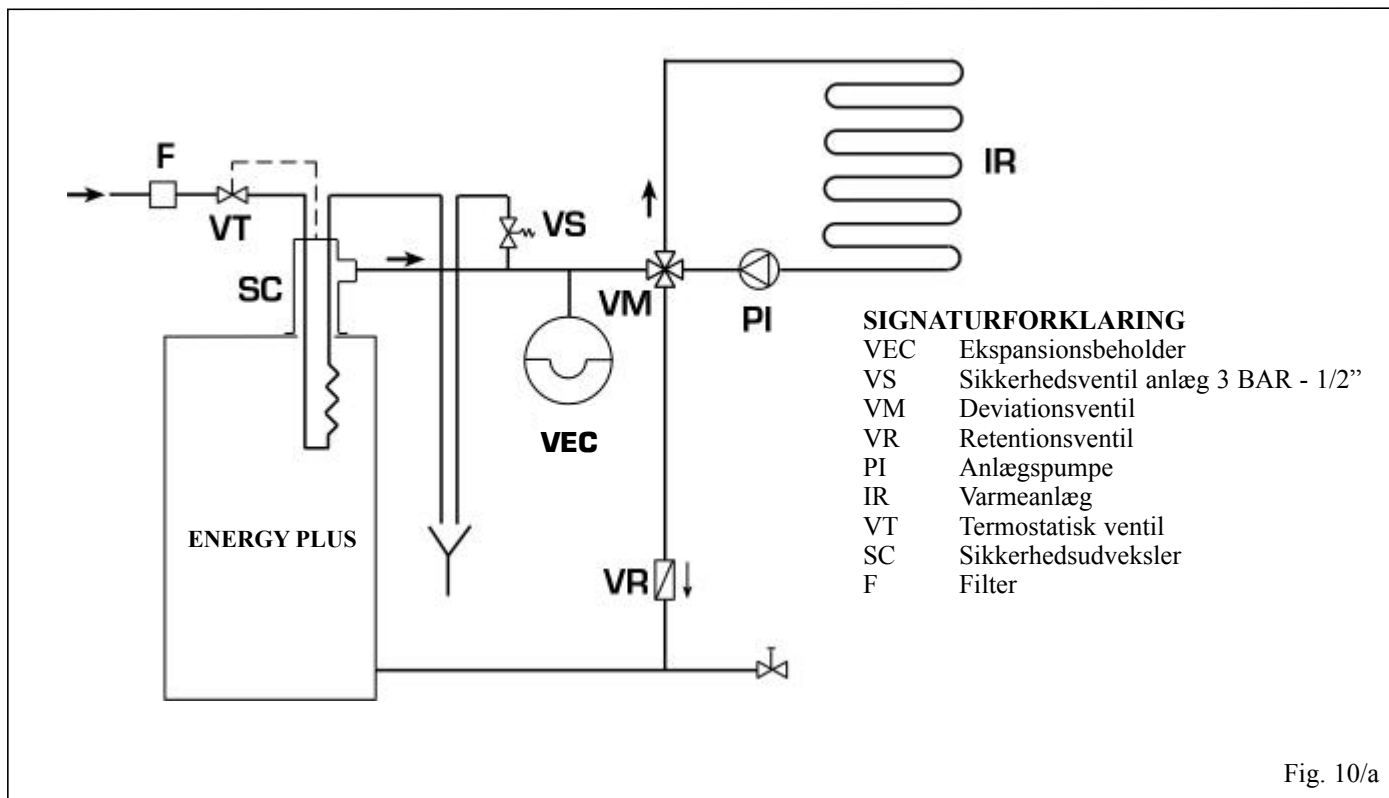 F
VT
SC
VS
VM
PI
IR
VEC
ENERGY PLUS
VR
SIGNATURFORKLARING
VEC Ekspansionsbeholder
VS Sikkerhedsventil anlæg 3 BAR - 1/2”
VM Deviationsventil
VR Retentionsventil
PI Anlægspumpe
IR Varmeanlæg
VT Termostatisk ventil
SC Sikkerhedsudveksler
F Filter
Fig. 10/a